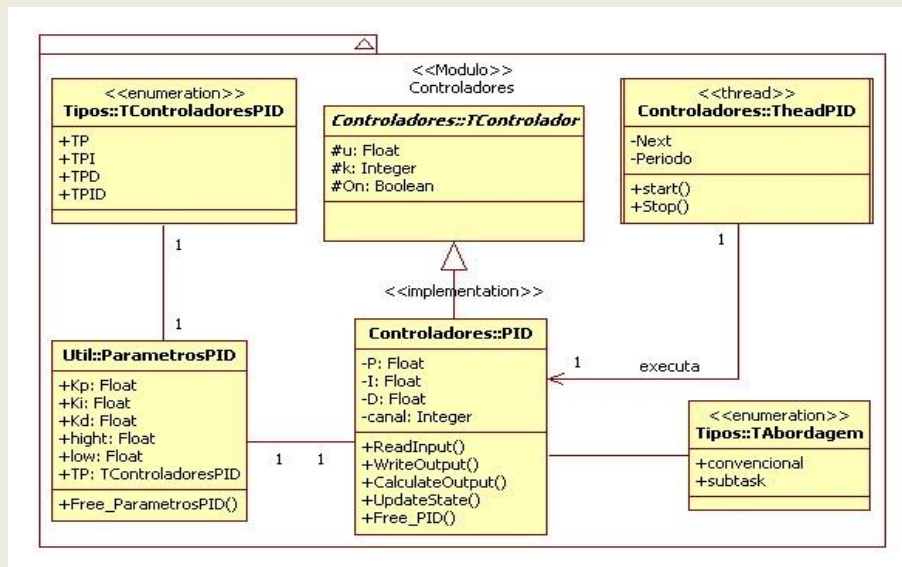 <<Modulo>>
Controladores
<<enumeration>>
Tipos::TControladoresPID
+TP
+TPI
+TPD
+TPID
Controladores::TControlador
#u: Float
#k: Integer
#On: Boolean
<<thread>>
Controladores::TheadPID
-Next
-Periodo
+start()
+Stop()
1
1
1
<<implementation>>
Util::ParametrosPID
+Kp: Float
+Ki: Float
+Kd: Float
+hight: Float
+low: Float
+TP: TControladoresPID
+Free_ParametrosPID()
1
1
Controladores::PID
-P: Float
-I: Float
-D: Float
-canal: Integer
+ReadInput()
+WriteOutput()
+CalculateOutput()
+UpdateState()
+Free_PID()
1
executa
<<enumeration>>
Tipos::TAbordagem
+convencional
+subtask